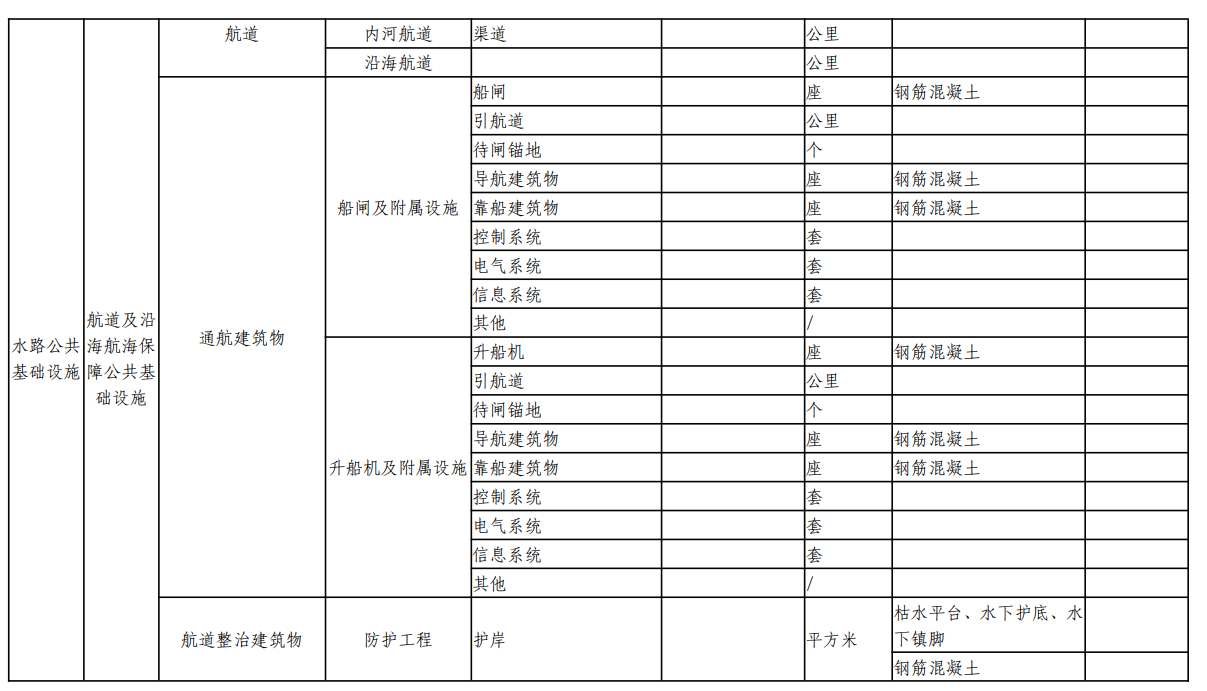 航道 内河航道 渠道 公里
沿海航道 公里
船闸 座 钢筋混凝土
引航道 公里
待闸锚地 个
导航建筑物 座 钢筋混凝土
船闸及附属设施 靠船建筑物 座 钢筋混凝土
控制系统 套
电气系统 套
信息系统 套
其他 /
水路公共
基础设施
航道及沿
海航海保
障公共基
础设施
通航建筑物
升船机 座 钢筋混凝土
引航道 公里
待闸锚地 个
导航建筑物 座 钢筋混凝土
升船机及附属设施 靠船建筑物 座 钢筋混凝土
控制系统 套
电气系统 套
信息系统 套
其他 /
航道整治建筑物 防护工程 护岸 平方米
枯水平台、水下护底、水
下镇脚
钢筋混凝土